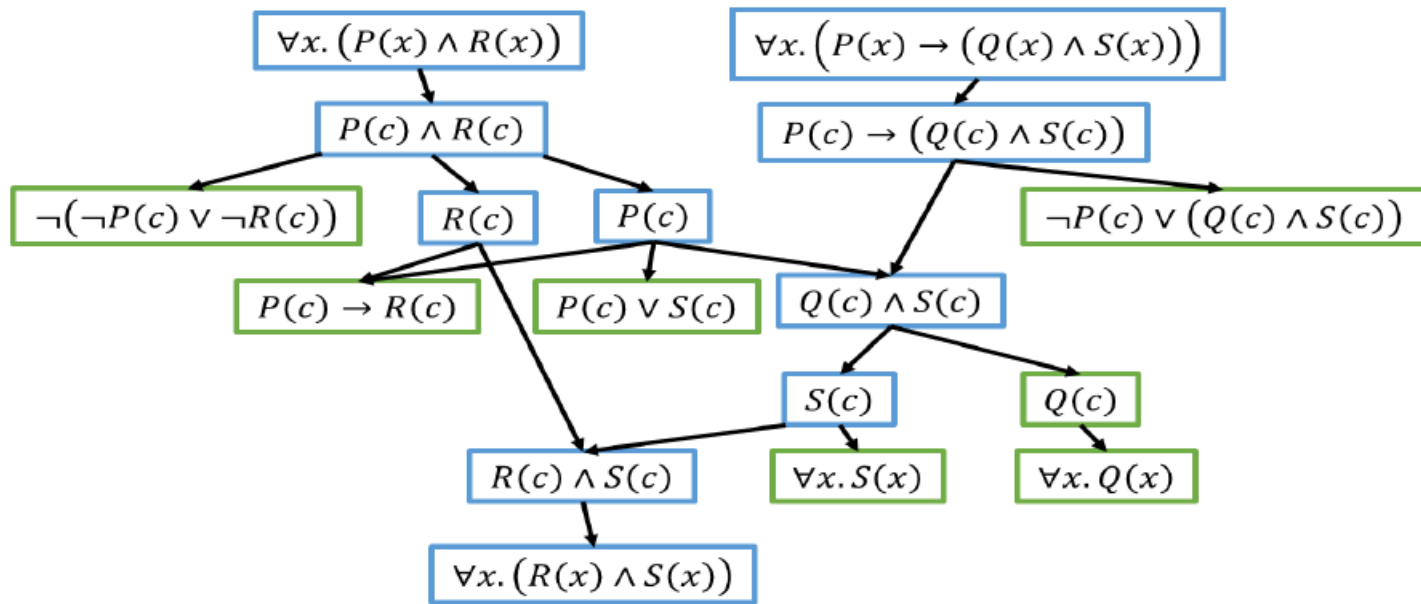 ∀x.(P(x) ∧ R(x))
∀x.(P(x) → (Q(x) ∧ S(x)))
P(c) ∧ R(c)
P(c) → (Q(c) ∧ S(c))
¬(¬P(c) ∨ ¬R(c))
R(c)
P(c)
¬P(c) ∨ (Q(c) ∧ S(c))
P(c) → R(c)
P(c) ∨ S(c)
Q(c) ∧ S(c)
S(c)
Q(c)
R(c) ∧ S(c)
∀x.S(x)
∀x.Q(x)
∀x.(R(x) ∧ S(x))